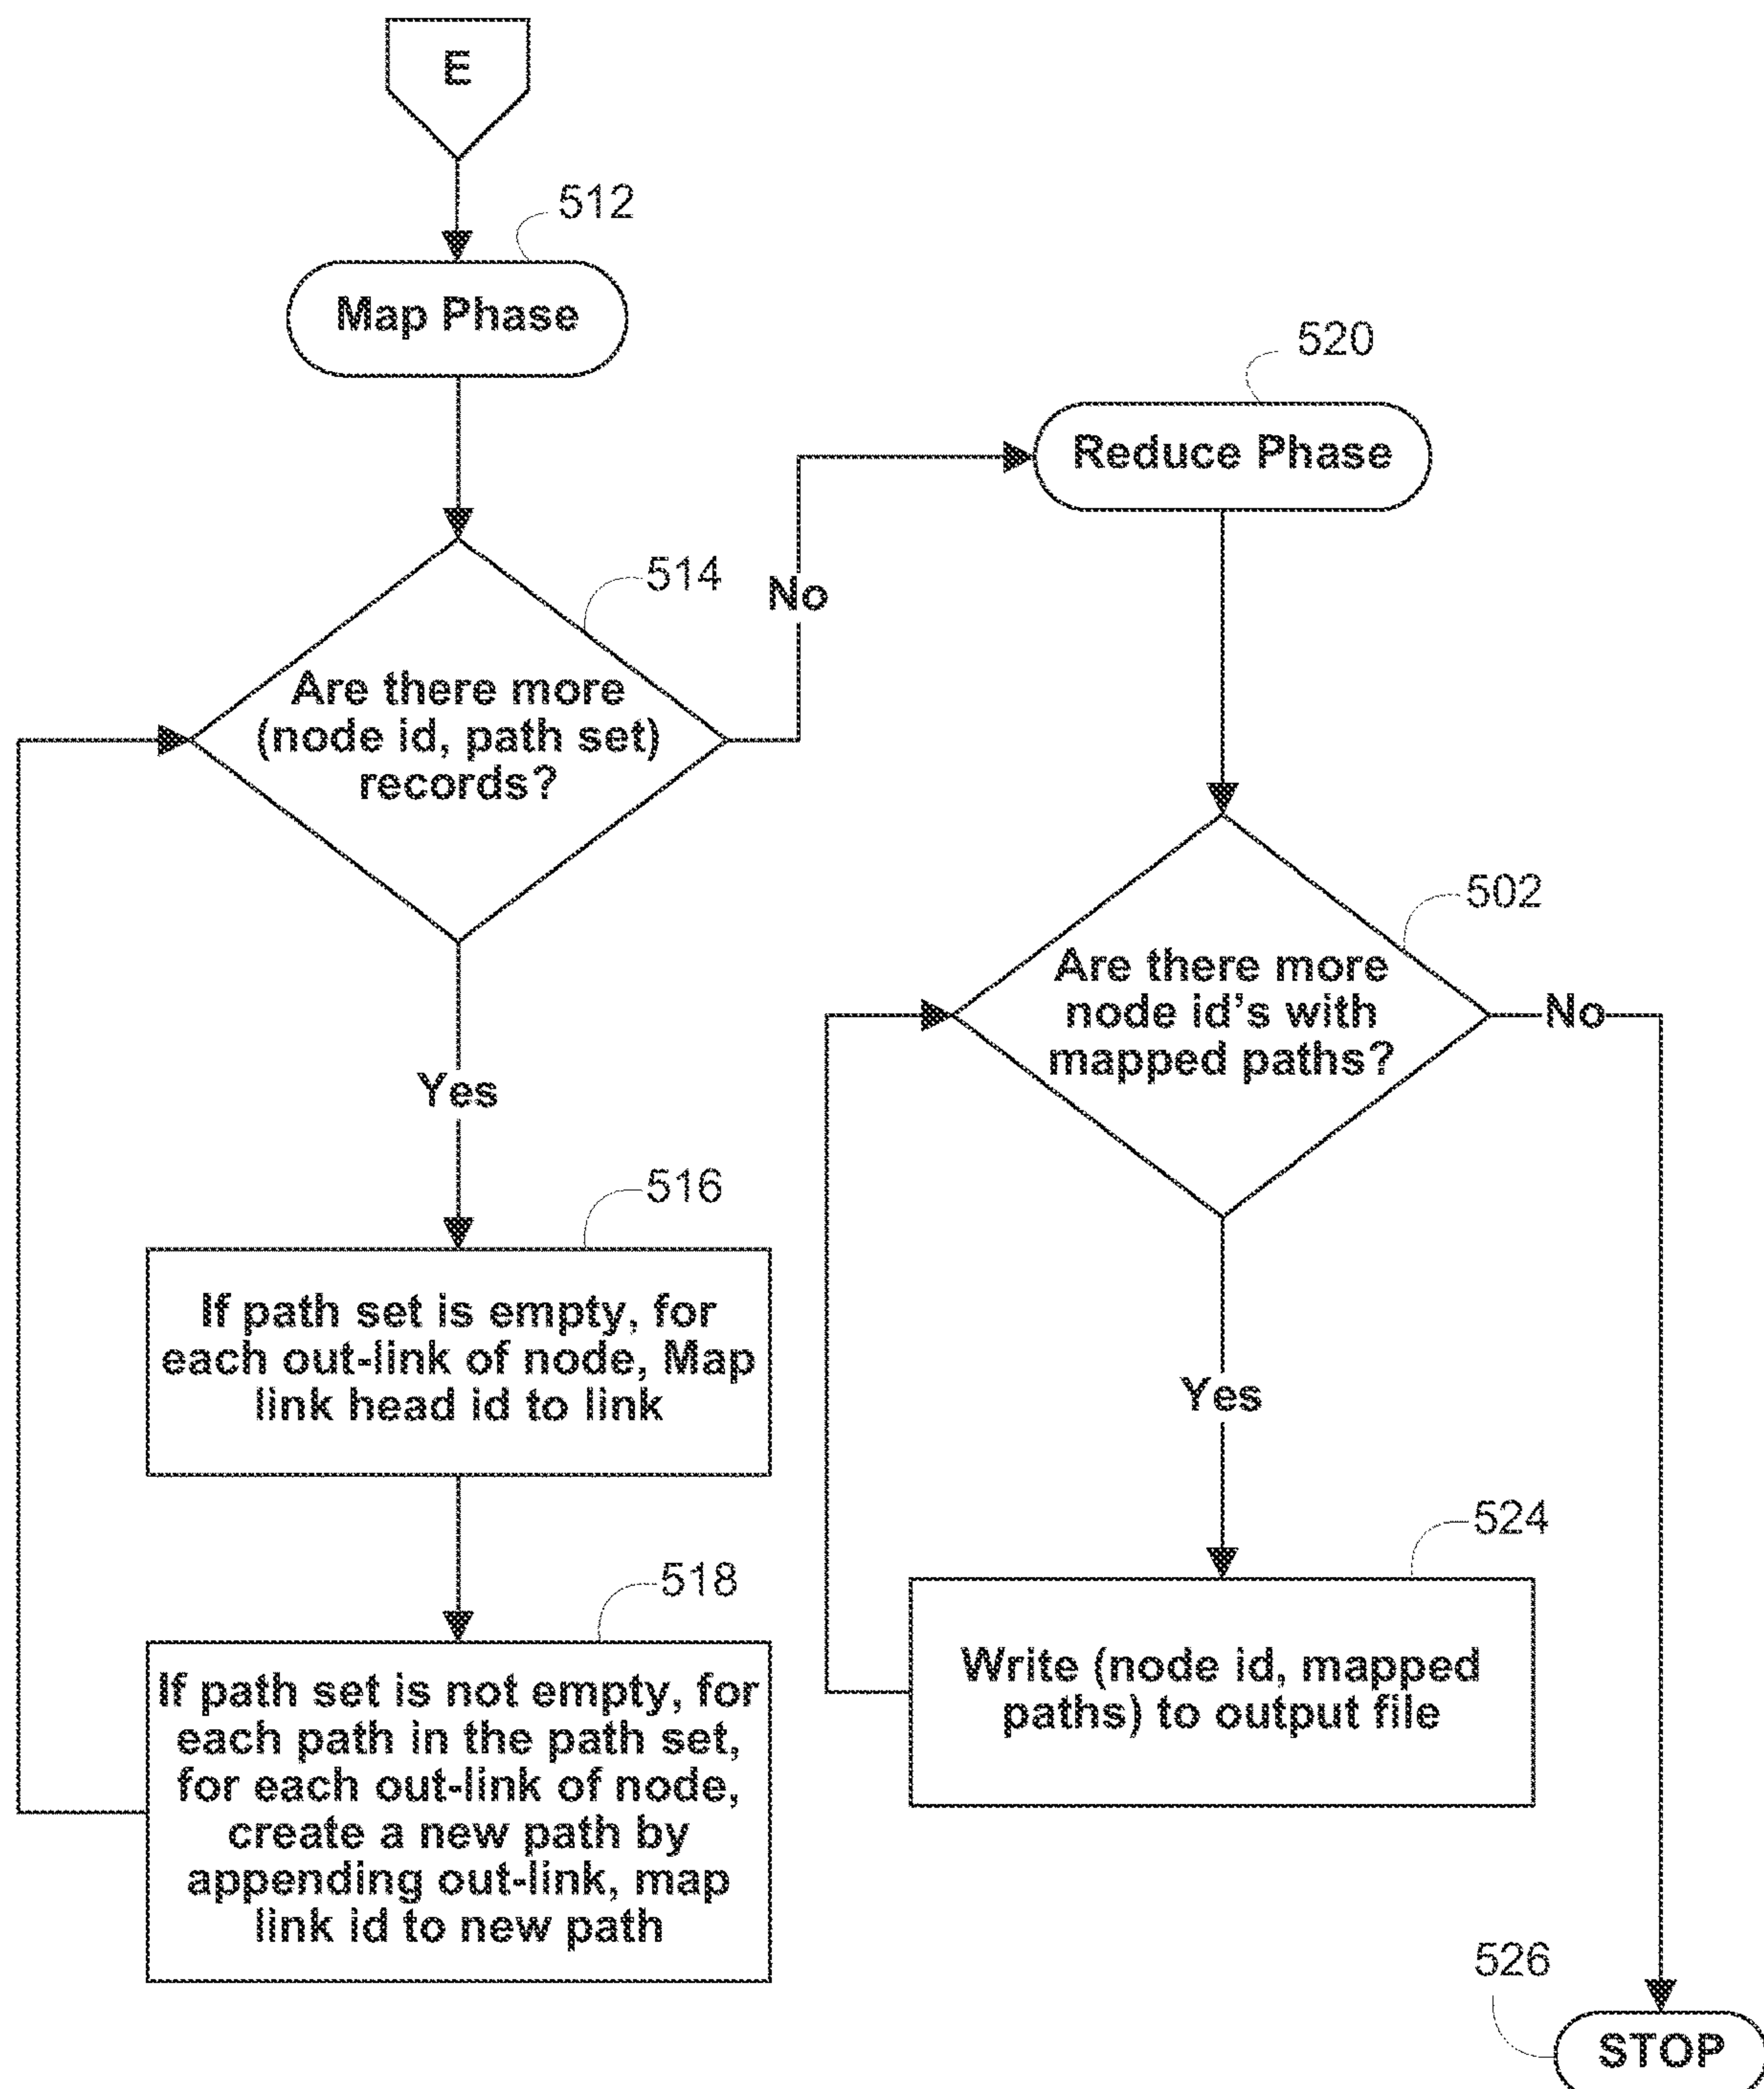 E
512
Map Phase
520
Reduce Phase
514
No
Are there more
(node id, path set)
records?
502
Are there more
node id's with
mapped paths?
No
Yes
516
If path set is empty, for
each out-link of node, Map
link head id to link
Yes
524
Write (node id, mapped
paths) to output file
518
If path set is not empty, for
each path in the path set,
for each out-link of node,
create a new path by
appending out-link, map
link id to new path
526
STOP